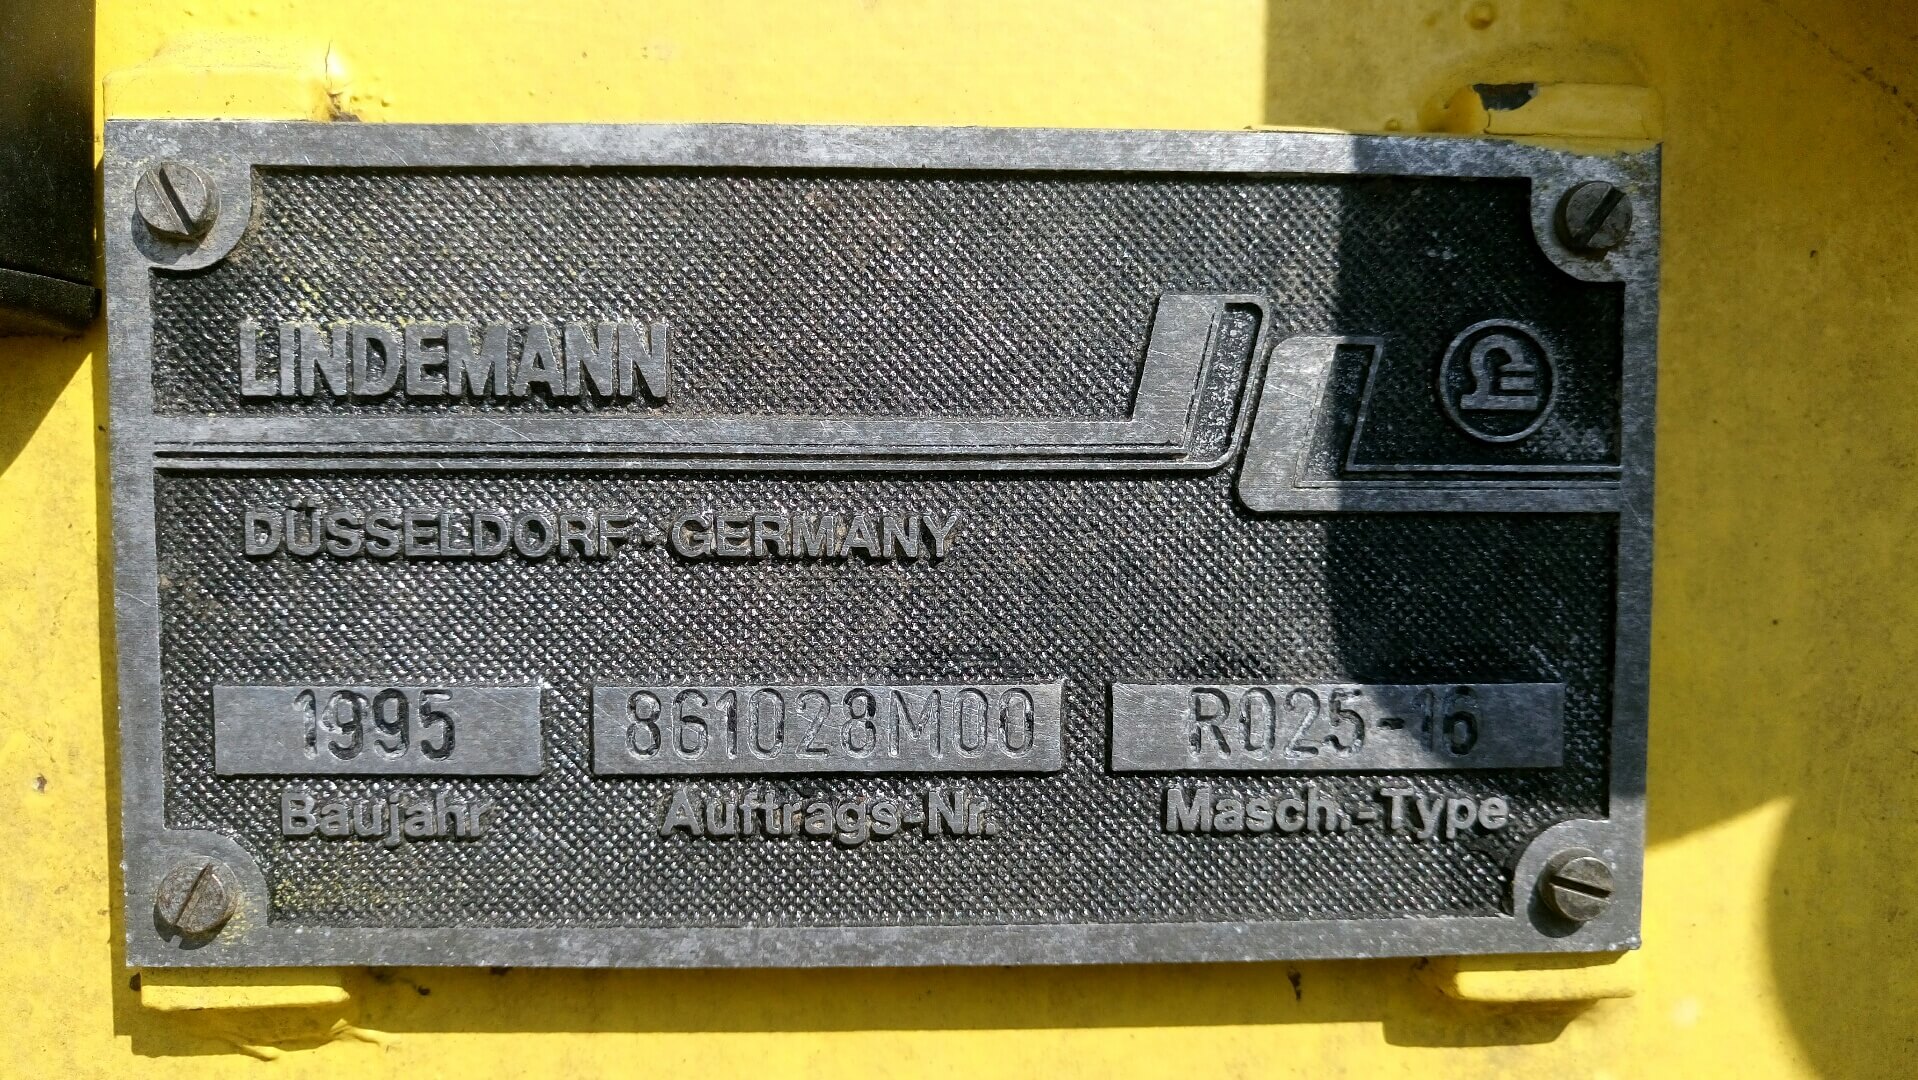 LINDEMANN
DÜSSELDORF · GERMANY
1995 861028M00 R025-16
Baujahr Auftrags-Nr. Masch.-Type